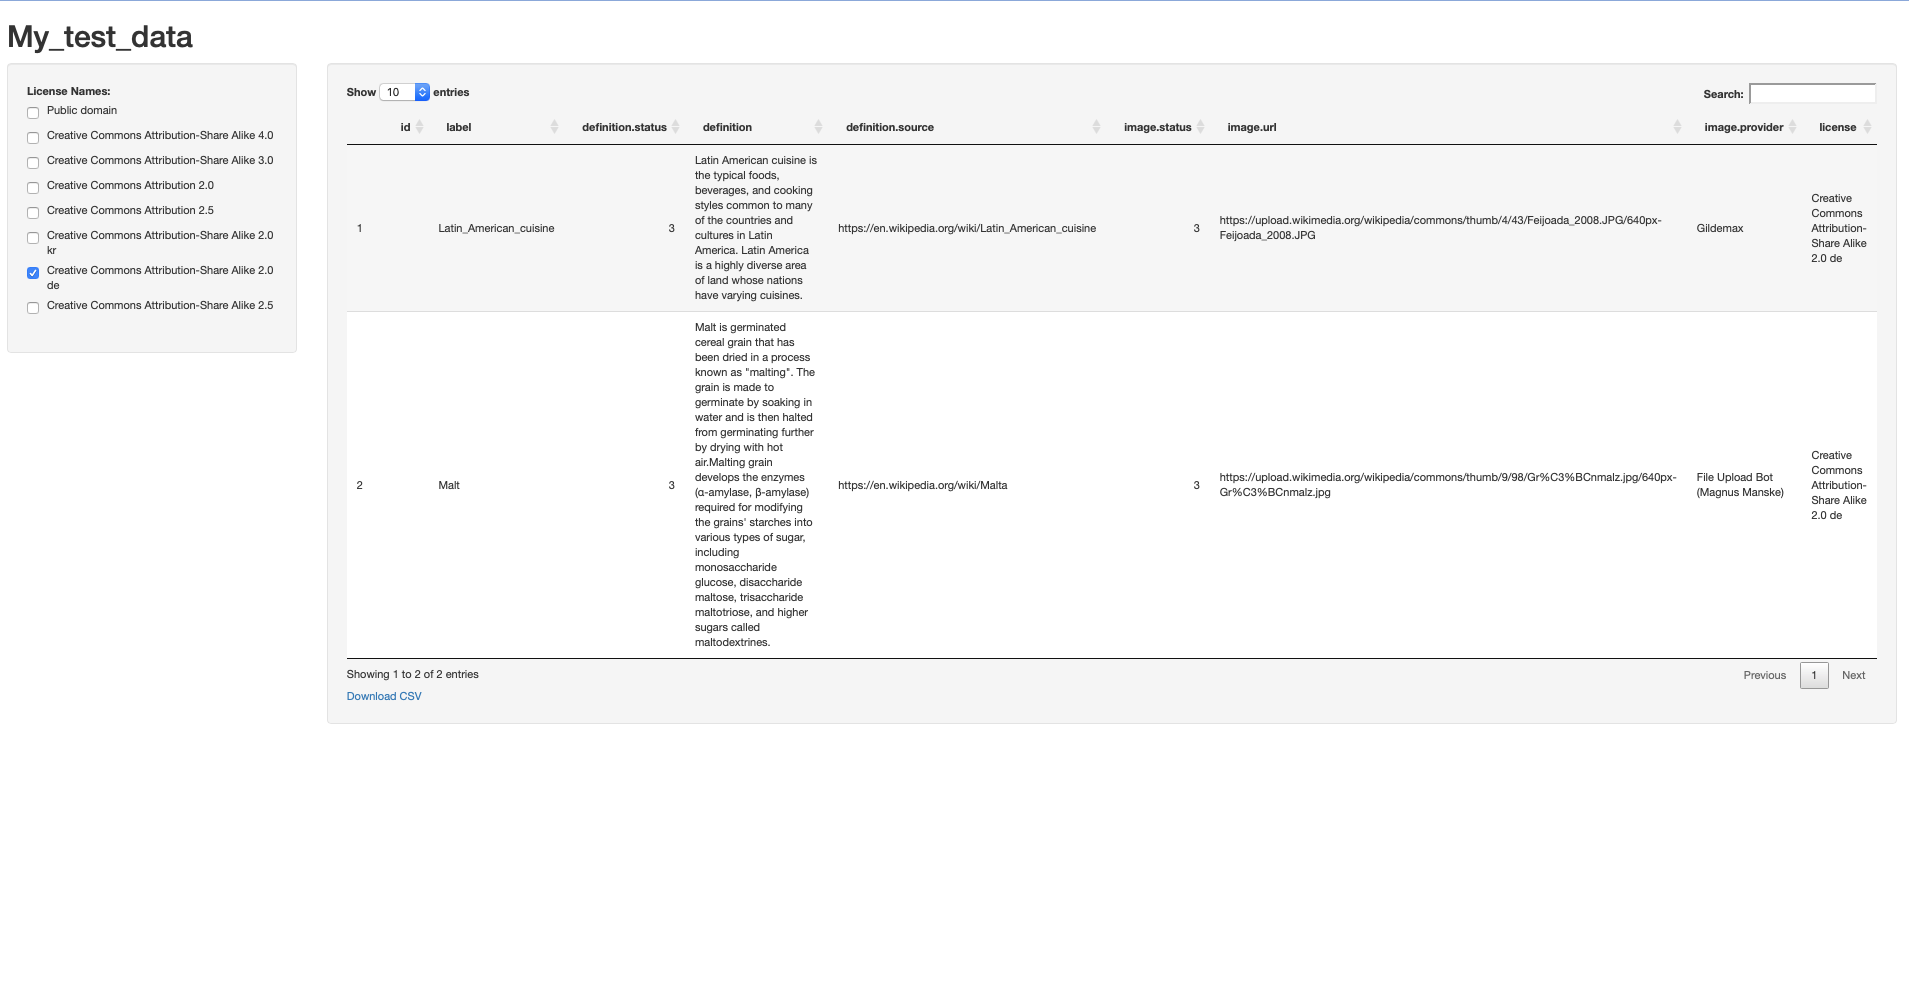 My_test_data
License Names:
Public domain
Creative Commons Attribution-Share Alike 4.0
Creative Commons Attribution-Share Alike 3.0
Creative Commons Attribution 2.0
Creative Commons Attribution 2.5
Creative Commons Attribution-Share Alike 2.0
kr
Creative Commons Attribution-Share Alike 2.0
de
Creative Commons Attribution-Share Alike 2.5
Show 10 entries
Search:
id label definition.status definition definition.source image.status image.url image.provider license
1
Latin_American_cuisine
3
Latin American cuisine is
the typical foods,
beverages, and cooking
styles common to many
of the countries and
cultures in Latin
America. Latin America
is a highly diverse area
of land whose nations
have varying cuisines.
https://en.wikipedia.org/wiki/Latin_American_cuisine
3
https://upload.wikimedia.org/wikipedia/commons/thumb/4/43/Feijoada_2008.JPG/640px-
Feijoada_2008.JPG
Gildemax
Creative
Commons
Attribution-
Share Alike
2.0 de
2
Malt
3
Malt is germinated
cereal grain that has
been dried in a process
known as "malting". The
grain is made to
germinate by soaking in
water and is then halted
from germinating further
by drying with hot
air.Malting grain
develops the enzymes
(α-amylase, β-amylase)
required for modifying
the grains' starches into
various types of sugar,
including
monosaccharide
glucose, disaccharide
maltose, trisaccharide
maltotriose, and higher
sugars called
maltodextrines.
https://en.wikipedia.org/wiki/Malta
3
https://upload.wikimedia.org/wikipedia/commons/thumb/9/98/Gr%C3%BCnmalz.jpg/640px-
Gr%C3%BCnmalz.jpg
File Upload Bot
(Magnus Manske)
Creative
Commons
Attribution-
Share Alike
2.0 de
Showing 1 to 2 of 2 entries
Previous 1 Next
Download CSV